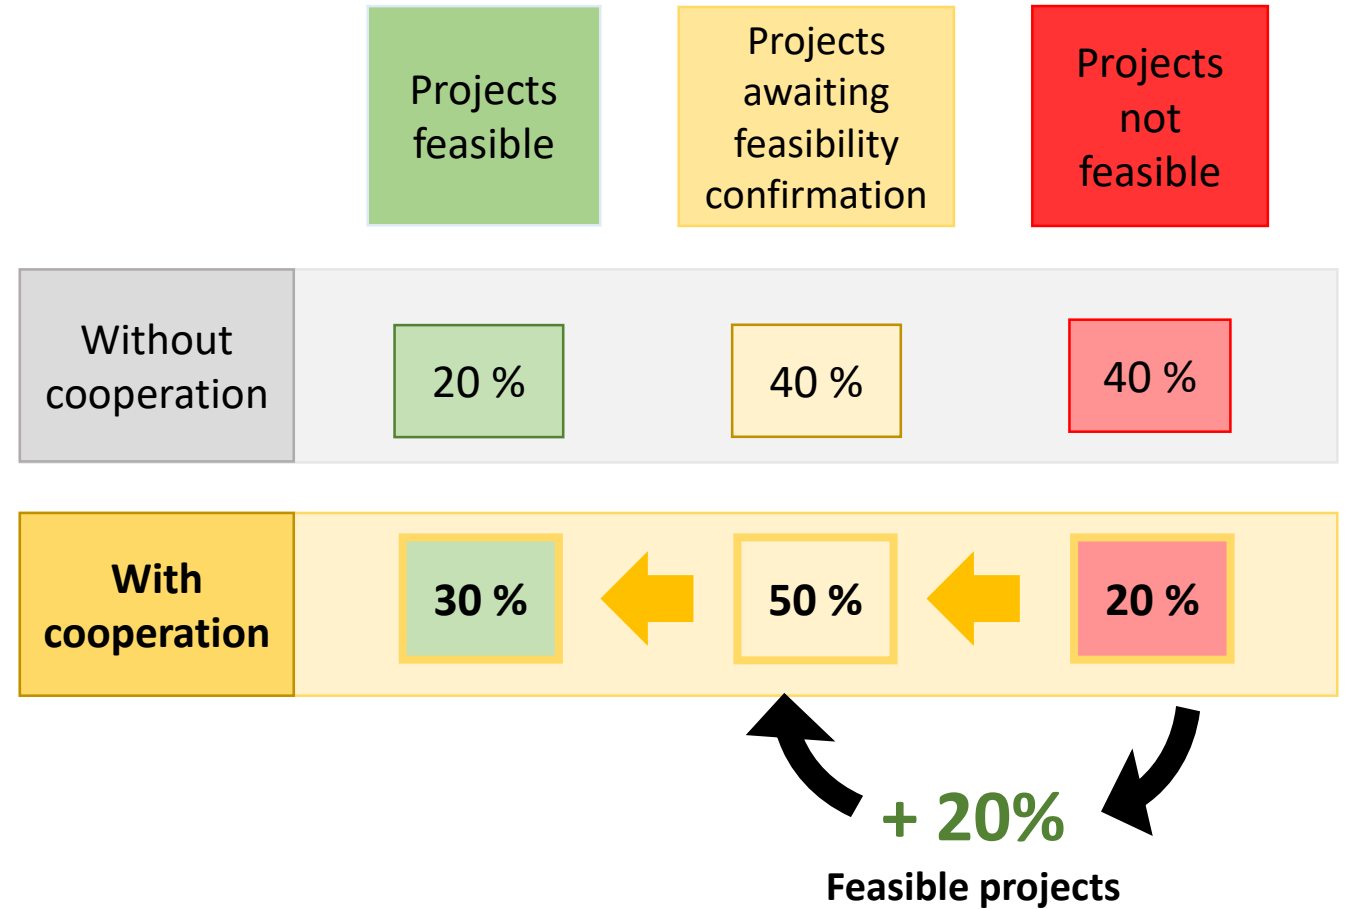 Projects
feasible
Projects
awaiting
feasibility
confirmation
Projects
not
feasible
Without
cooperation
20 %
40 %
40 %
With
cooperation
30 %
50 %
20 %
+ 20%
Feasible projects